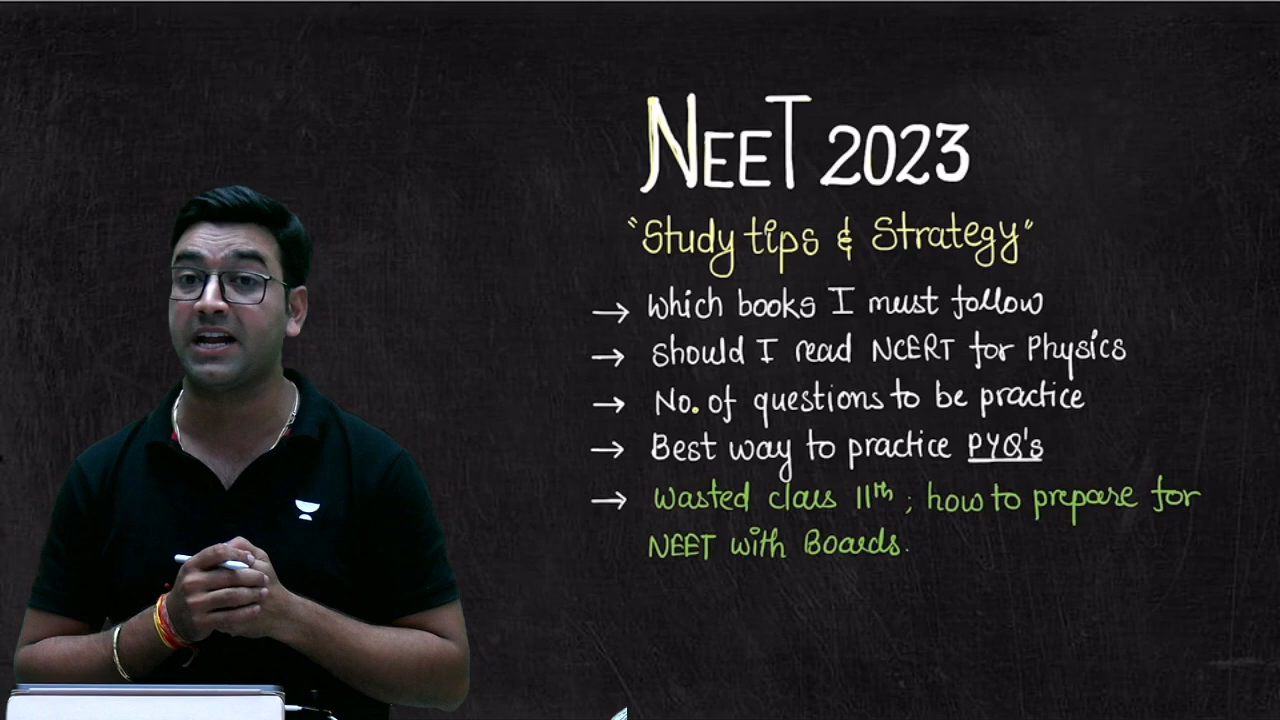 NEET 2023
"Study tips & Strategy"
→ Which books I must follow
→ Should I read NCERT for Physics
→ No. of questions to be practice
→ Best way to practice PYQ's
→ Wasted class 11th ; how to prepare for
NEET with Boards.